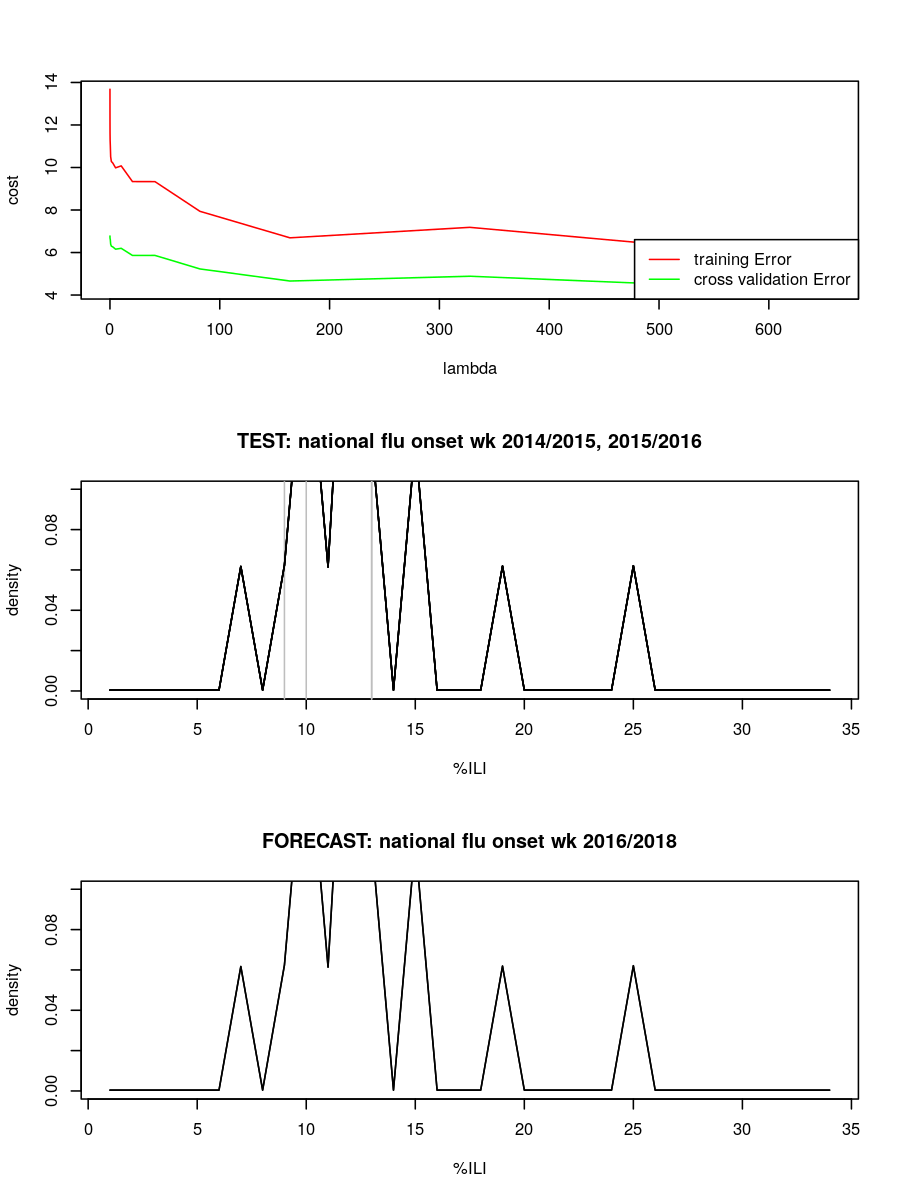 14
12
10
8
6
4
cost
training Error
cross validation Error
0 100 200 300 400 500 600
lambda
TEST: national flu onset wk 2014/2015, 2015/2016
0.08
0.04
0.00
density
0 5 10 15 20 25 30 35
%ILI
FORECAST: national flu onset wk 2016/2018
0.08
0.04
0.00
density
0 5 10 15 20 25 30 35
%ILI